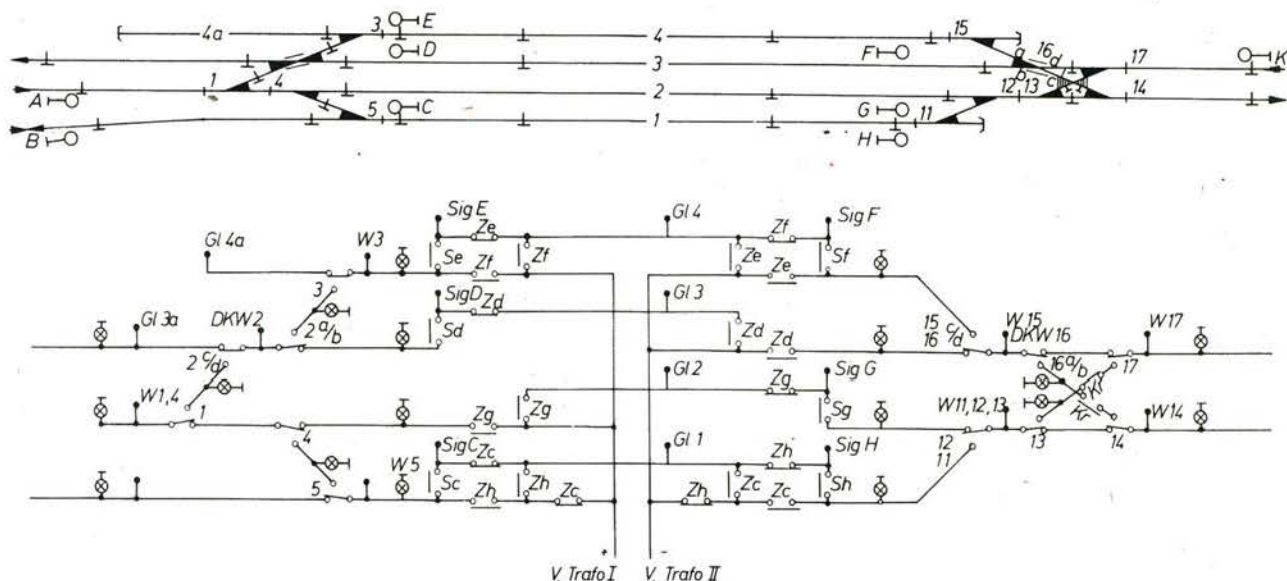 4a 3 E 4 15
D F a 16 d
3 17 K
1 4 2 b c 12 13 14
A C G
5 1 11
B H
Sig E Ze Gl 4 Zf Sig F
Gl 4a W3 Se Zf Zf Ze Ze Sf
3 Sig D Zd Gl 3
Gl 3a DKW2 2 a/b Sd Zd Zd 15 16 c/d W 15 DKW 16 W17
2 c/d Gl 2 Zg Sig G 16 a/b 17
W1,4 1 Zg Zg Sg W11,12,13 Kr Kr W14
4 Sig C Zc Gl 1 Zh Sig H 12 11 13 14
5 W5 Sc Zh Zh Zc Zh Zc Zc Sh
+ −
V. Trafo I V. Trafo II